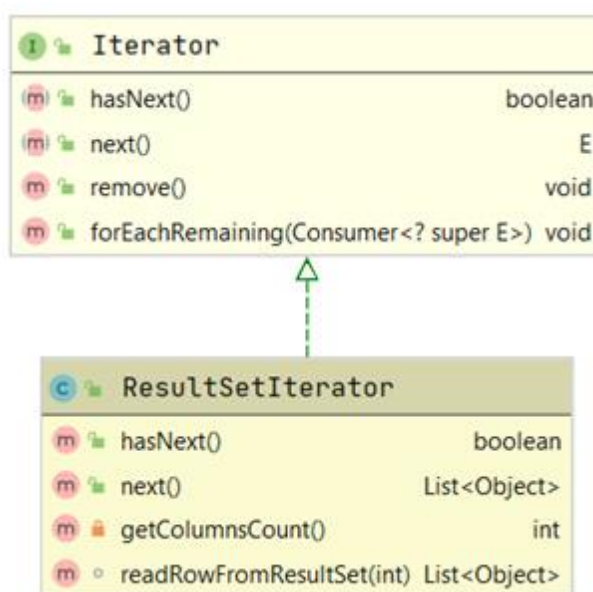 I Iterator
m hasNext() boolean
m next() E
m remove() void
m forEachRemaining(Consumer<? super E>) void
C ResultSetIterator
m hasNext() boolean
m next() List<Object>
m getColumnsCount() int
m readRowFromResultSet(int) List<Object>